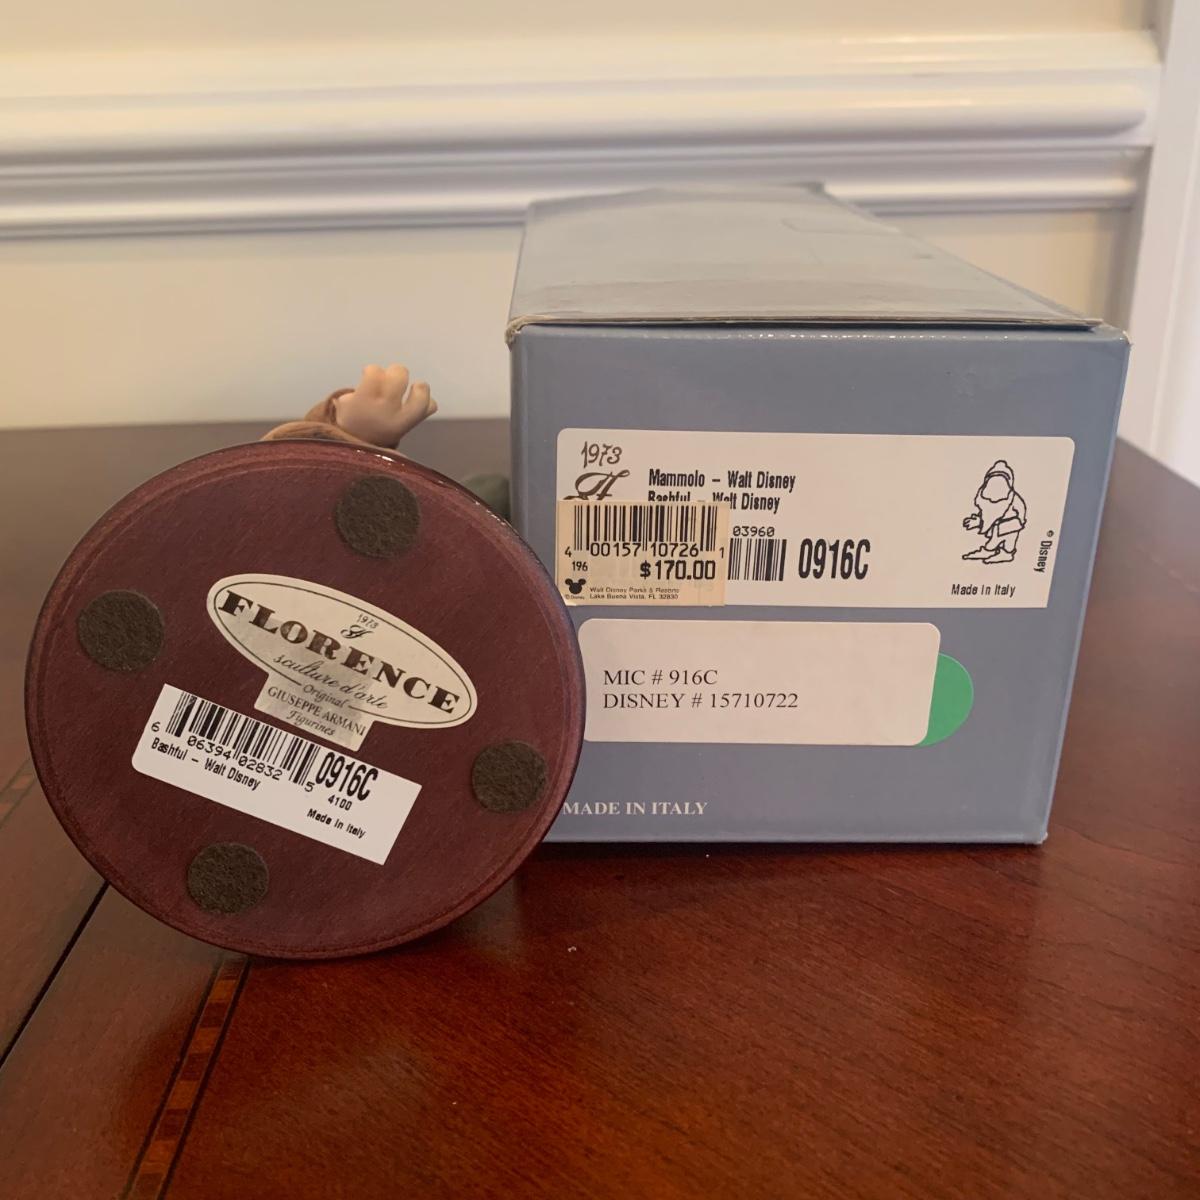 1973
FLORENCE
sculture d'arte
Original
GIUSEPPE ARMANI
Figurines
6 06394 02832 5
0916C
4100
Bashful - Walt Disney
Made in Italy
1973
Mammolo - Walt Disney
Bashful - Walt Disney
03960
0916C
© Disney
Made in Italy
4 00157 10726 1
196
$170.00
© Disney
Walt Disney Parks & Resorts
Lake Buena Vista, FL 32830
MIC # 916C
DISNEY # 15710722
MADE IN ITALY